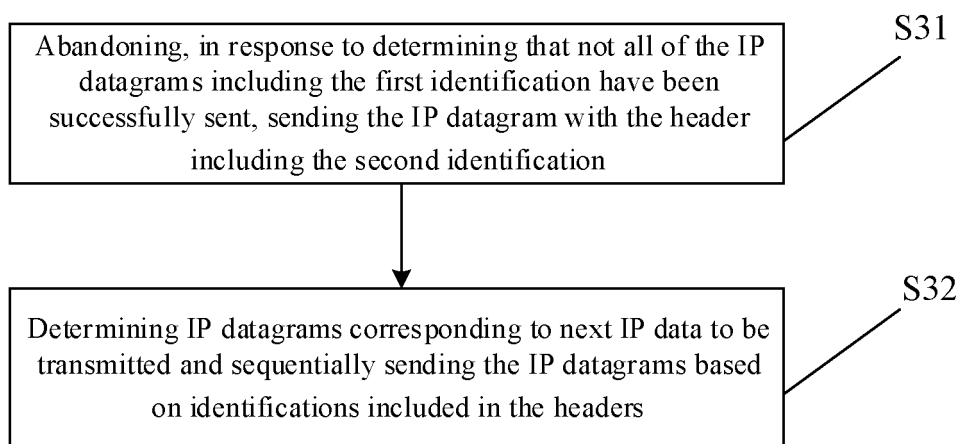 S31
Abandoning, in response to determining that not all of the IP
datagrams including the first identification have been
successfully sent, sending the IP datagram with the header
including the second identification
S32
Determining IP datagrams corresponding to next IP data to be
transmitted and sequentially sending the IP datagrams based
on identifications included in the headers